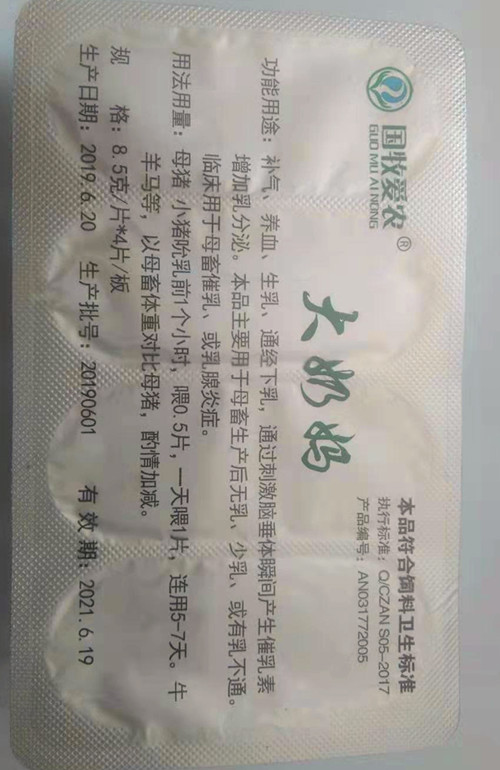 国牧爱农®
GUO MU AI NONG
大奶妈
本品符合饲料卫生标准
执行标准：Q/CZAN S05-2017
产品编号：AN031772005
功能用途：补气、养血、生乳、通经下乳，通过刺激脑垂体瞬间产生催乳素
增加乳分泌。本品主要用于母畜生产后无乳、少乳、或有乳不通。
临床用于母畜催乳、或乳腺炎症。
用法用量：母猪 小猪吮乳前1个小时，喂0.5片，一天喂1片，连用5-7天。牛
羊马等，以母畜体重对比母猪，酌情加减。
规 格：8.5克/片*4片/板
生产日期：2019.6.20 生产批号：20190601 有效期：2021.6.19